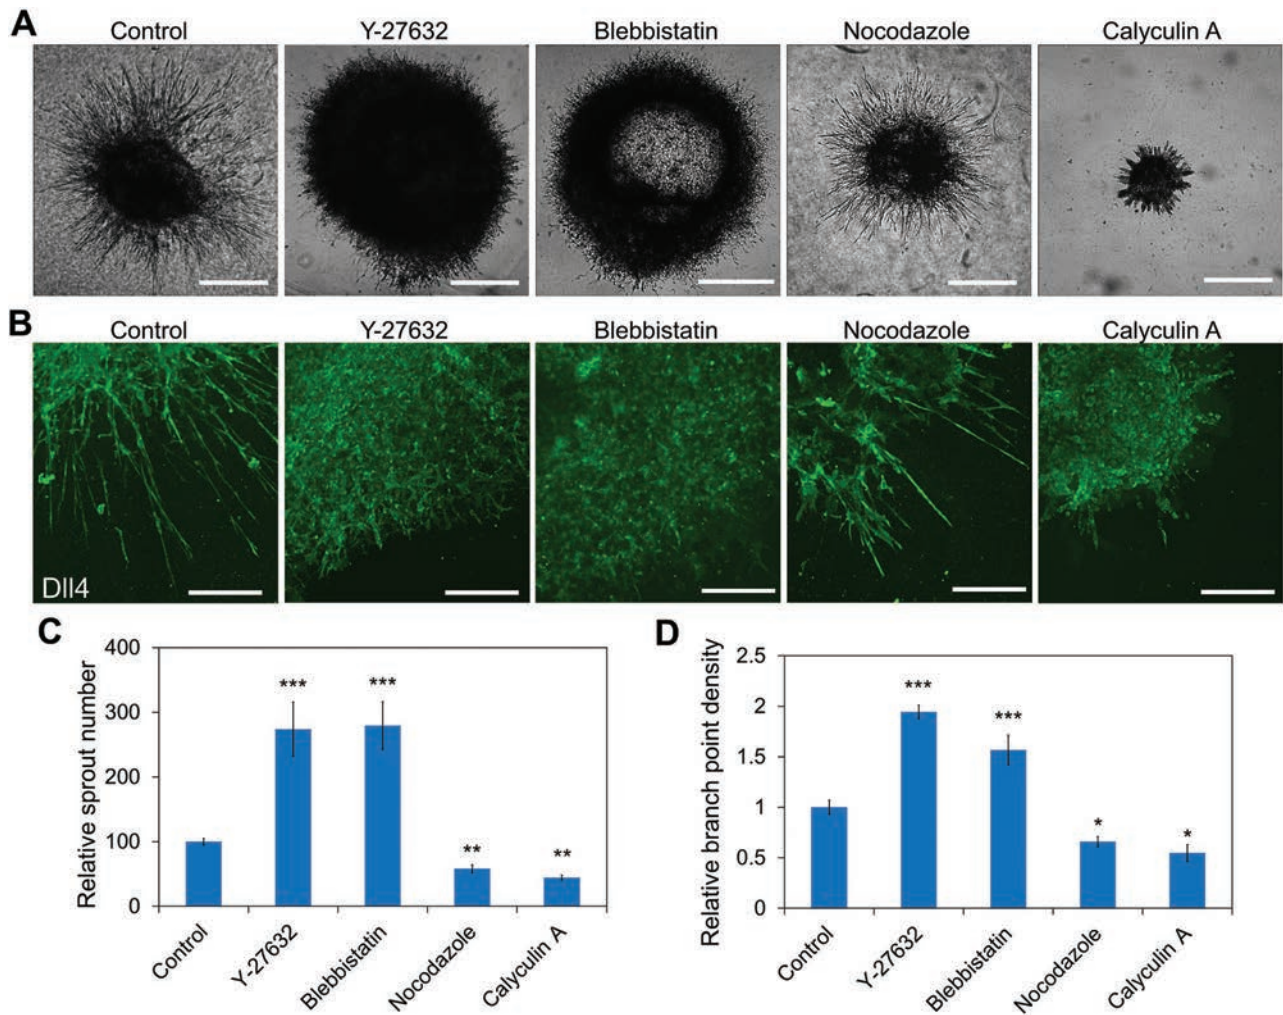 A
Control Y-27632 Blebbistatin Nocodazole Calyculin A
B
Control Y-27632 Blebbistatin Nocodazole Calyculin A
Dll4
C
Relative sprout number
400
300
200
100
0
***
***
**
**
Control
Y-27632
Blebbistatin
Nocodazole
Calyculin A
D
Relative branch point density
2.5
2
1.5
1
0.5
0
***
***
*
*
Control
Y-27632
Blebbistatin
Nocodazole
Calyculin A